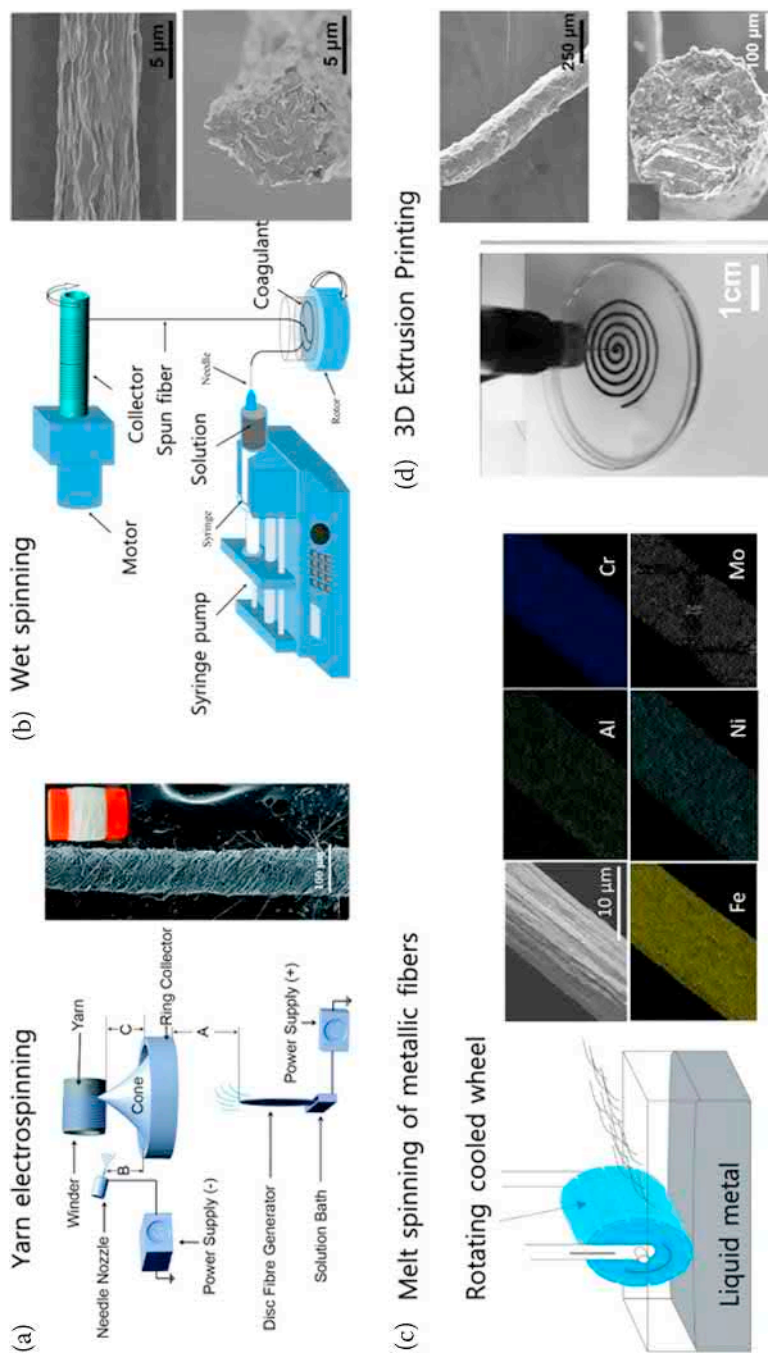 (a) Yarn electrospinning
Winder
Yarn
Needle Nozzle
B
C
Cone
Ring Collector
A
Power Supply (-)
Power Supply (+)
Disc Fibre Generator
Solution Bath
100 µm
(b) Wet spinning
Motor
Collector
Spun fiber
Syringe pump
Syringe
Solution
Needle
Coagulant
Rotor
5 µm
5 µm
(c) Melt spinning of metallic fibers
Rotating cooled wheel
Liquid metal
10 µm
Al
Cr
Fe
Ni
Mo
(d) 3D Extrusion Printing
1cm
250 µm
100 µm